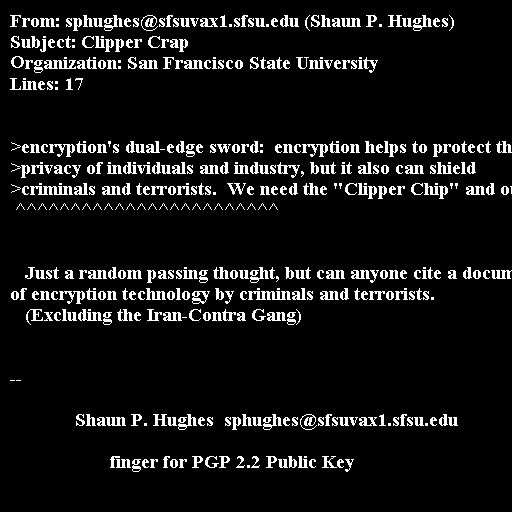 From: sphughes@sfsuvax1.sfsu.edu (Shaun P. Hughes)
Subject: Clipper Crap
Organization: San Francisco State University
Lines: 17
>encryption's dual-edge sword:  encryption helps to protect th
>privacy of individuals and industry, but it also can shield
>criminals and terrorists.  We need the "Clipper Chip" and ou
^^^^^^^^^^^^^^^^^^^^^^^^
Just a random passing thought, but can anyone cite a docum
of encryption technology by criminals and terrorists.
(Excluding the Iran-Contra Gang)
--
Shaun P. Hughes  sphughes@sfsuvax1.sfsu.edu
finger for PGP 2.2 Public Key